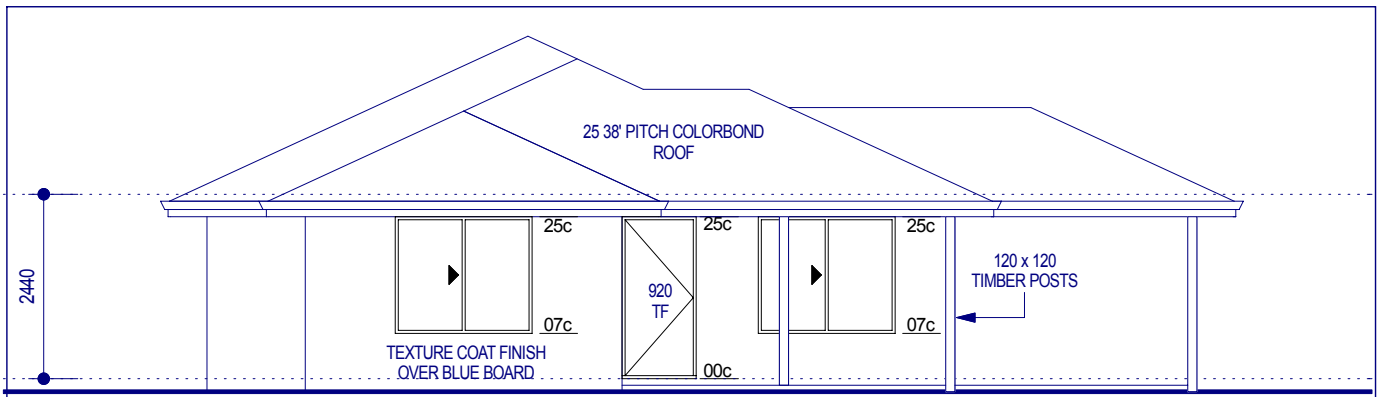 25 38' PITCH COLORBOND
ROOF
25c
25c
25c
2440
920
TF
120 x 120
TIMBER POSTS
07c
07c
TEXTURE COAT FINISH
OVER BLUE BOARD
00c